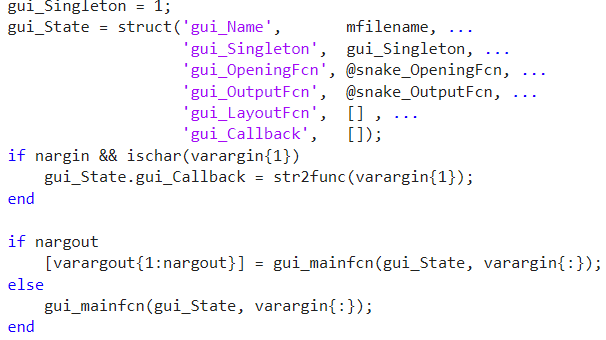 gui_Singleton = 1;
gui_State = struct('gui_Name',       mfilename, ...
                   'gui_Singleton',  gui_Singleton, ...
                   'gui_OpeningFcn', @snake_OpeningFcn, ...
                   'gui_OutputFcn',  @snake_OutputFcn, ...
                   'gui_LayoutFcn',  [] , ...
                   'gui_Callback',   []);
if nargin && ischar(varargin{1})
    gui_State.gui_Callback = str2func(varargin{1});
end

if nargout
    [varargout{1:nargout}] = gui_mainfcn(gui_State, varargin{:});
else
    gui_mainfcn(gui_State, varargin{:});
end